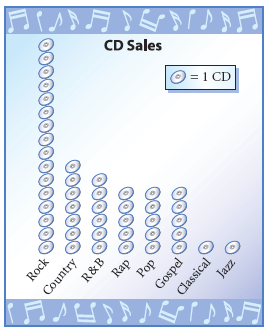 CD Sales
= 1 CD
Rock
Country
R&B
Rap
Pop
Gospel
Classical
Jazz